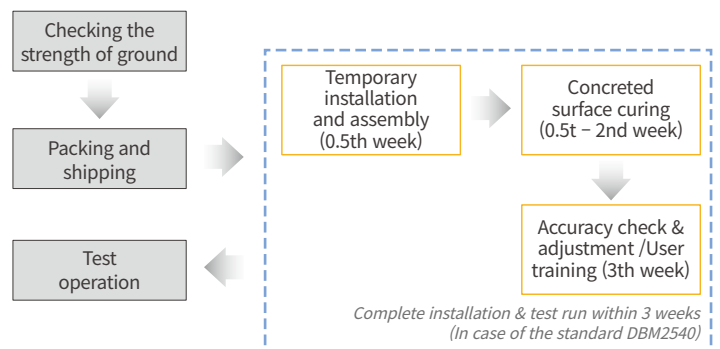 Checking the
strength of ground
Packing and
shipping
Temporary
installation
and assembly
(0.5th week)
Concreted
surface curing
(0.5t – 2nd week)
Accuracy check &
adjustment /User
training (3th week)
Complete installation & test run within 3 weeks
(In case of the standard DBM2540)
Test
operation